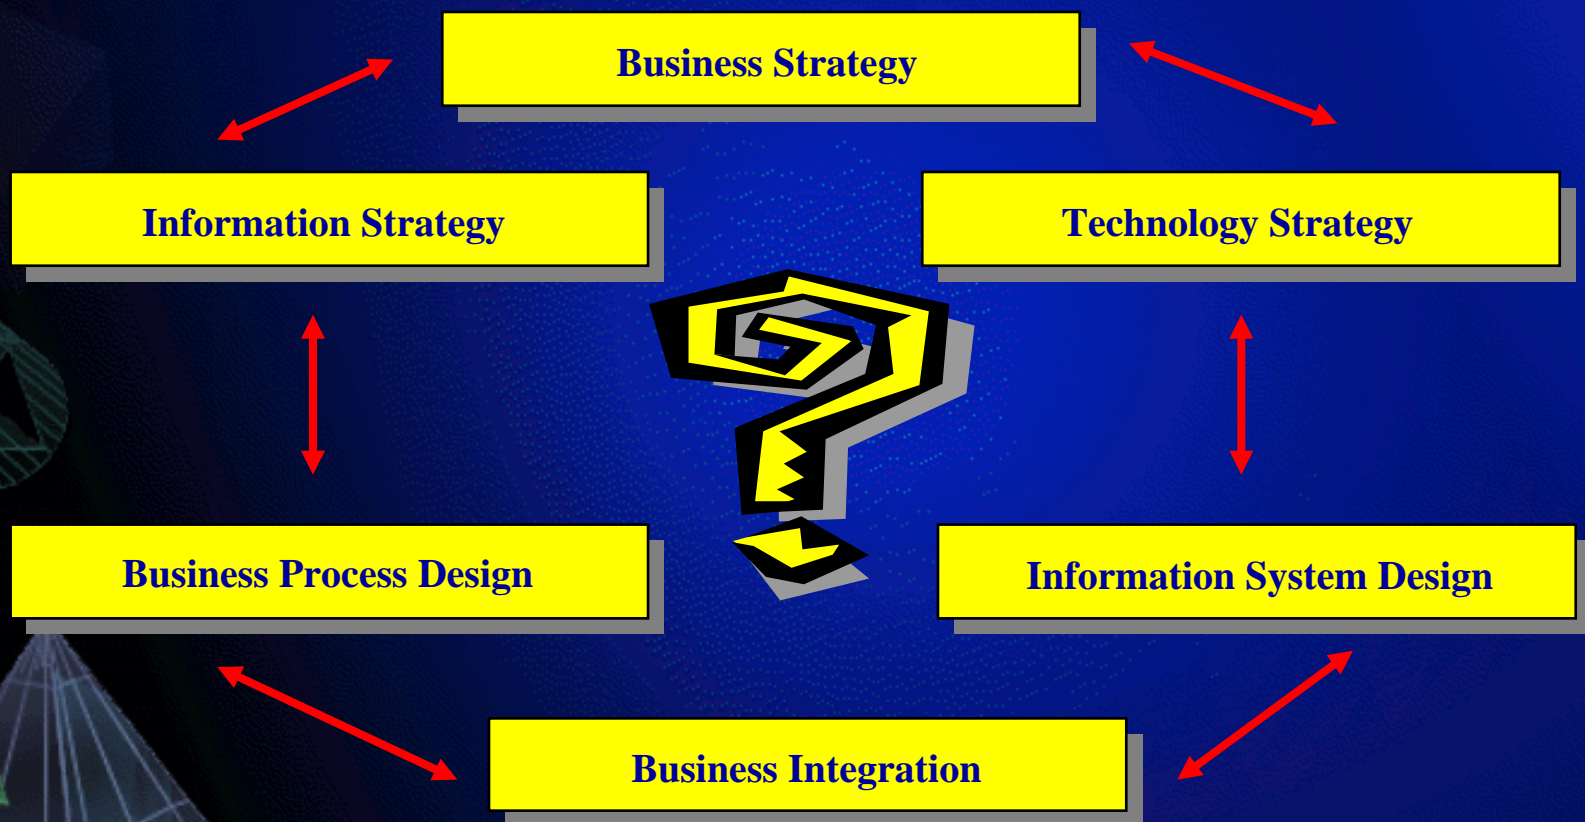 Business Strategy
Information Strategy
Technology Strategy
?
Business Process Design
Information System Design
Business Integration